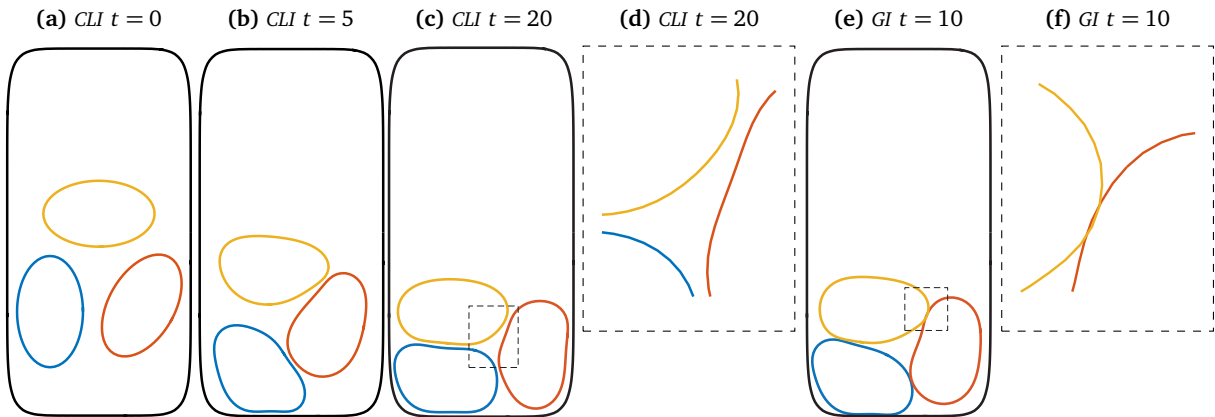 (a) CLI t = 0
(b) CLI t = 5
(c) CLI t = 20
(d) CLI t = 20
(e) GI t = 10
(f) GI t = 10